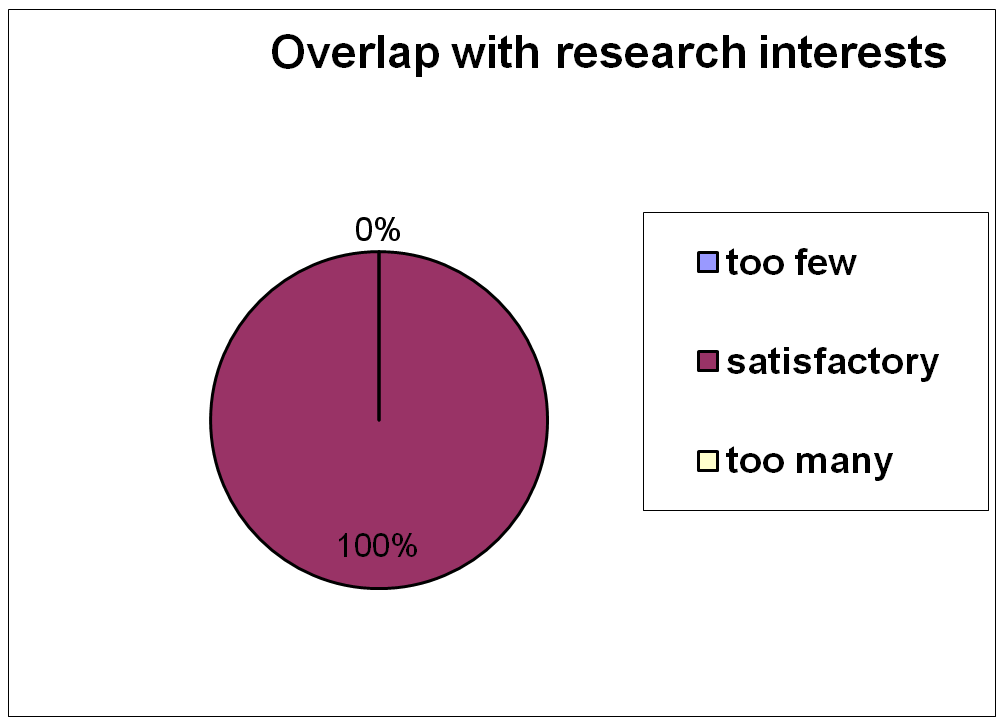 Overlap with research interests
0%
100%
too few
satisfactory
too many